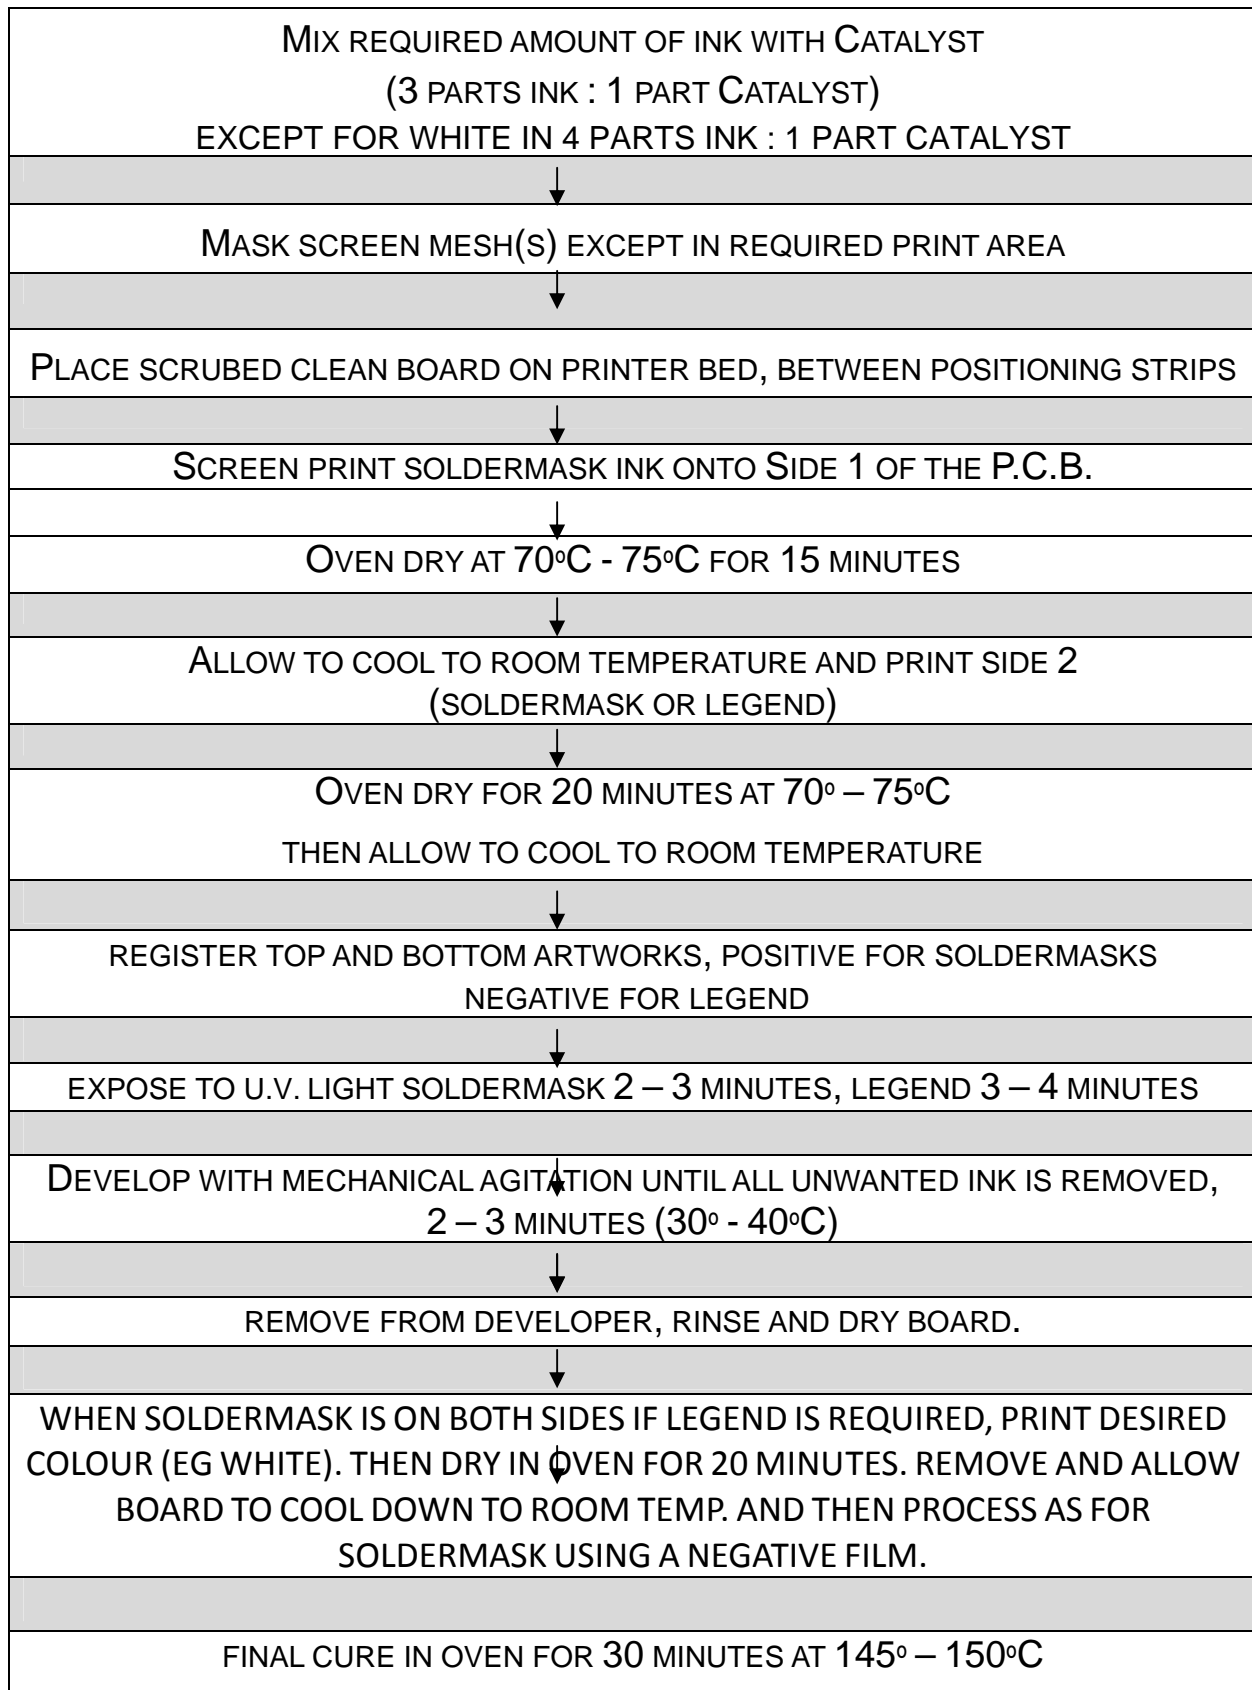 MIX REQUIRED AMOUNT OF INK WITH CATALYST
(3 PARTS INK : 1 PART CATALYST)
EXCEPT FOR WHITE IN 4 PARTS INK : 1 PART CATALYST
MASK SCREEN MESH(S) EXCEPT IN REQUIRED PRINT AREA
PLACE SCRUBED CLEAN BOARD ON PRINTER BED, BETWEEN POSITIONING STRIPS
SCREEN PRINT SOLDERMASK INK ONTO SIDE 1 OF THE P.C.B.
OVEN DRY AT 70ºC - 75ºC FOR 15 MINUTES
ALLOW TO COOL TO ROOM TEMPERATURE AND PRINT SIDE 2
(SOLDERMASK OR LEGEND)
OVEN DRY FOR 20 MINUTES AT 70º – 75ºC
THEN ALLOW TO COOL TO ROOM TEMPERATURE
REGISTER TOP AND BOTTOM ARTWORKS, POSITIVE FOR SOLDERMASKS
NEGATIVE FOR LEGEND
EXPOSE TO U.V. LIGHT SOLDERMASK 2 – 3 MINUTES, LEGEND 3 – 4 MINUTES
DEVELOP WITH MECHANICAL AGITATION UNTIL ALL UNWANTED INK IS REMOVED,
2 – 3 MINUTES (30º - 40ºC)
REMOVE FROM DEVELOPER, RINSE AND DRY BOARD.
WHEN SOLDERMASK IS ON BOTH SIDES IF LEGEND IS REQUIRED, PRINT DESIRED
COLOUR (EG WHITE). THEN DRY IN OVEN FOR 20 MINUTES. REMOVE AND ALLOW
BOARD TO COOL DOWN TO ROOM TEMP. AND THEN PROCESS AS FOR
SOLDERMASK USING A NEGATIVE FILM.
FINAL CURE IN OVEN FOR 30 MINUTES AT 145º – 150ºC